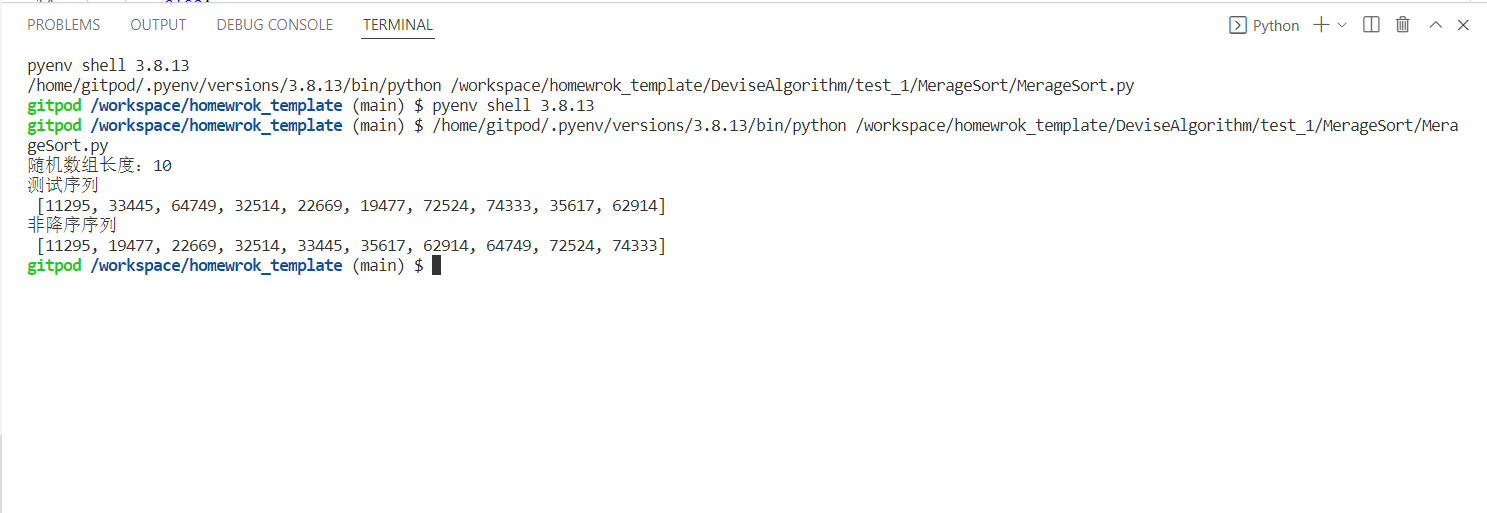 PROBLEMS OUTPUT DEBUG CONSOLE TERMINAL Python
pyenv shell 3.8.13
/home/gitpod/.pyenv/versions/3.8.13/bin/python /workspace/homewrok_template/DeviseAlgorithm/test_1/MerageSort/MerageSort.py
gitpod /workspace/homewrok_template (main) $ pyenv shell 3.8.13
gitpod /workspace/homewrok_template (main) $ /home/gitpod/.pyenv/versions/3.8.13/bin/python /workspace/homewrok_template/DeviseAlgorithm/test_1/MerageSort/Mera
geSort.py
随机数组长度：10
测试序列
[11295, 33445, 64749, 32514, 22669, 19477, 72524, 74333, 35617, 62914]
非降序序列
[11295, 19477, 22669, 32514, 33445, 35617, 62914, 64749, 72524, 74333]
gitpod /workspace/homewrok_template (main) $